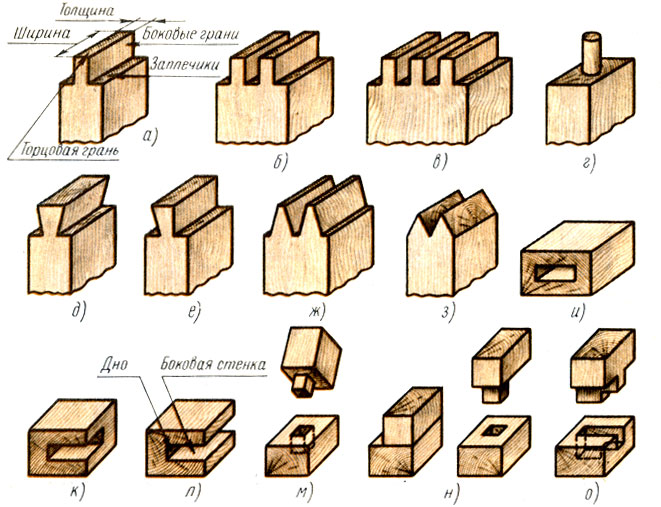 Толщина
Ширина
Боковые грани
Заплечики
Торцовая грань
а)
б)
в)
г)
д)
е)
ж)
з)
и)
Дно
Боковая стенка
к)
л)
м)
н)
о)